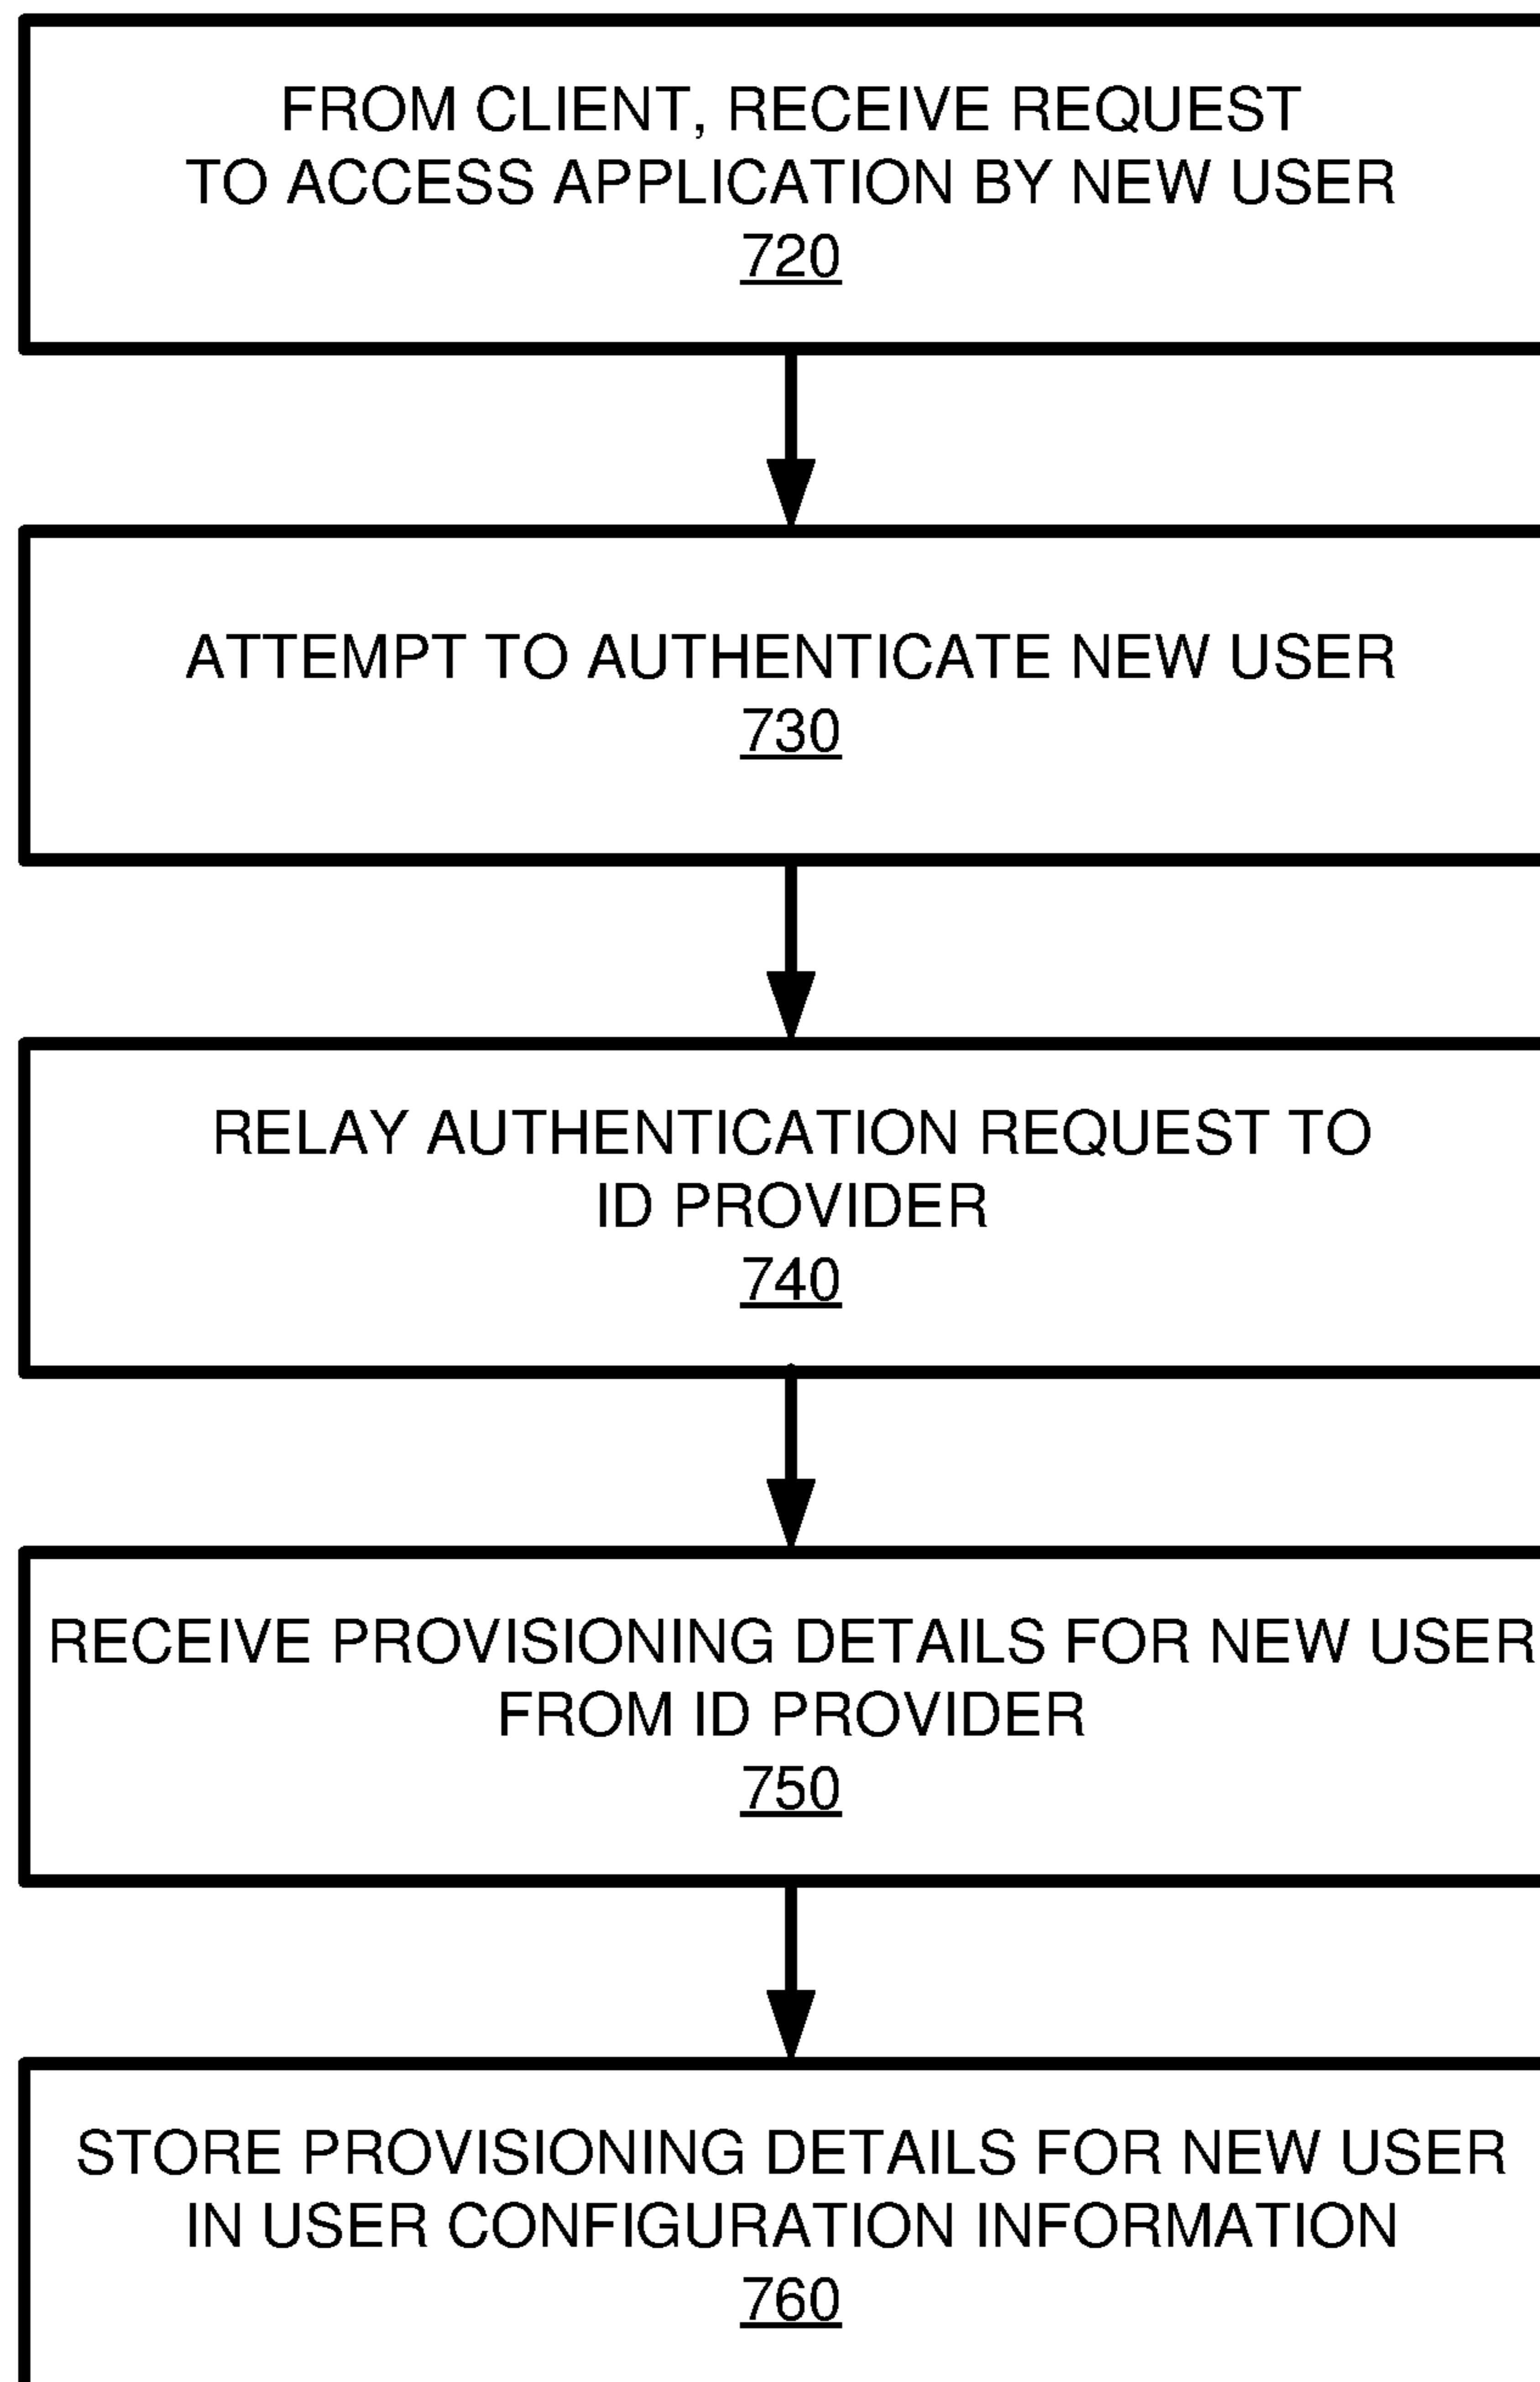 FROM CLIENT, RECEIVE REQUEST
TO ACCESS APPLICATION BY NEW USER
720
ATTEMPT TO AUTHENTICATE NEW USER
730
RELAY AUTHENTICATION REQUEST TO
ID PROVIDER
740
RECEIVE PROVISIONING DETAILS FOR NEW USER
FROM ID PROVIDER
750
STORE PROVISIONING DETAILS FOR NEW USER
IN USER CONFIGURATION INFORMATION
760